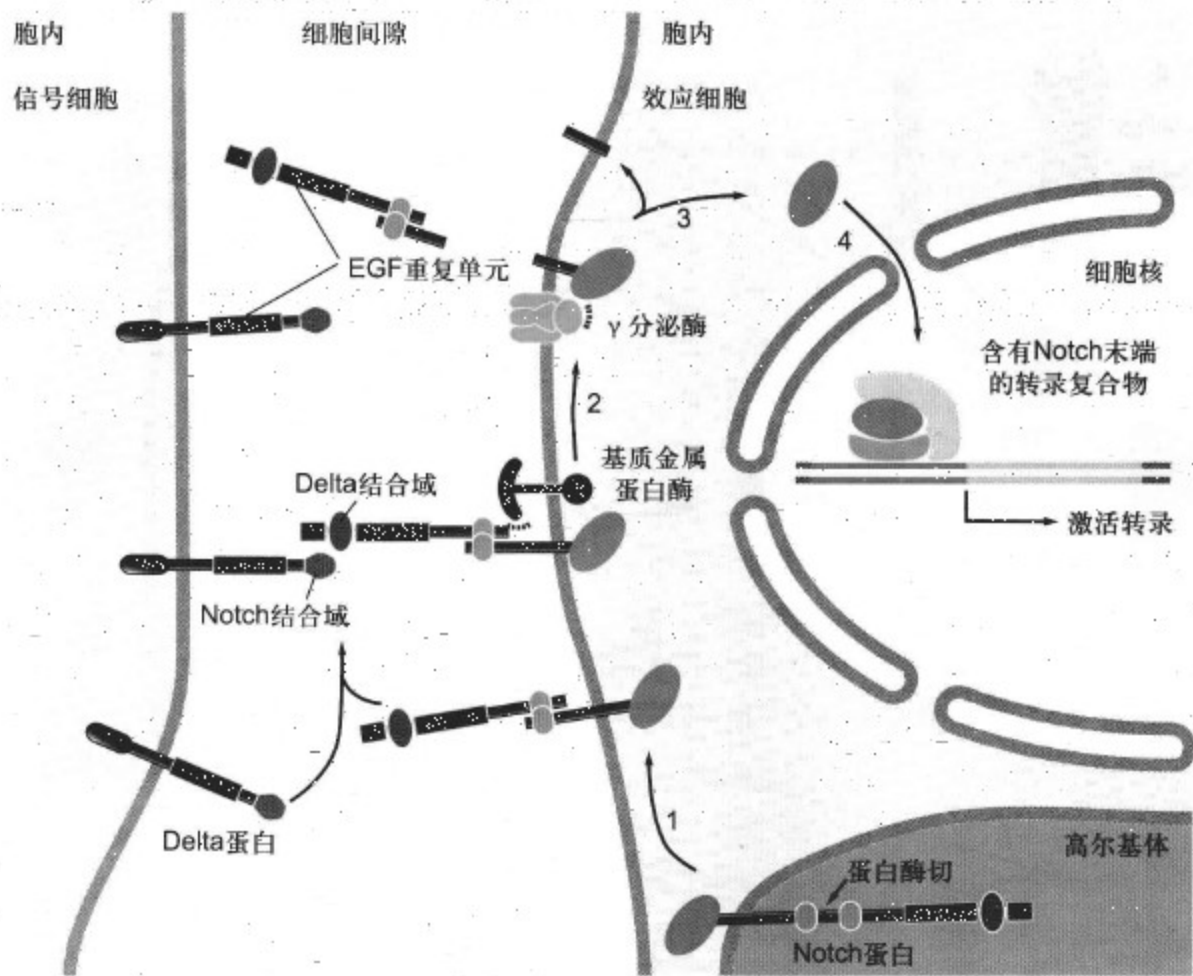 胞内
细胞间隙
胞内
信号细胞
效应细胞
3
4
EGF重复单元
细胞核
γ分泌酶
含有Notch末端
的转录复合物
2
Delta结合域
基质金属
蛋白酶
激活转录
Notch结合域
1
Delta蛋白
高尔基体
蛋白酶切
Notch蛋白